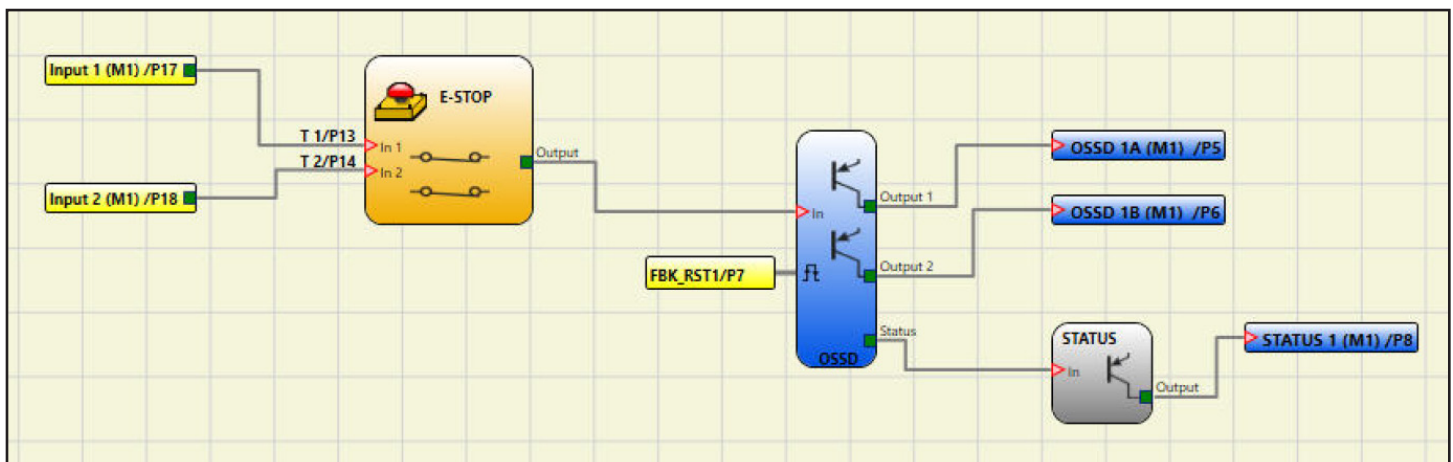 Input 1 (M1) /P17
E-STOP
T 1/P13
In 1
T 2/P14
In 2
Output
Input 2 (M1) /P18
OSSD 1A (M1) /P5
Output 1
In
OSSD 1B (M1) /P6
FBK_RST1/P7
Output 2
Status
OSSD
STATUS
In
Output
STATUS 1 (M1) /P8